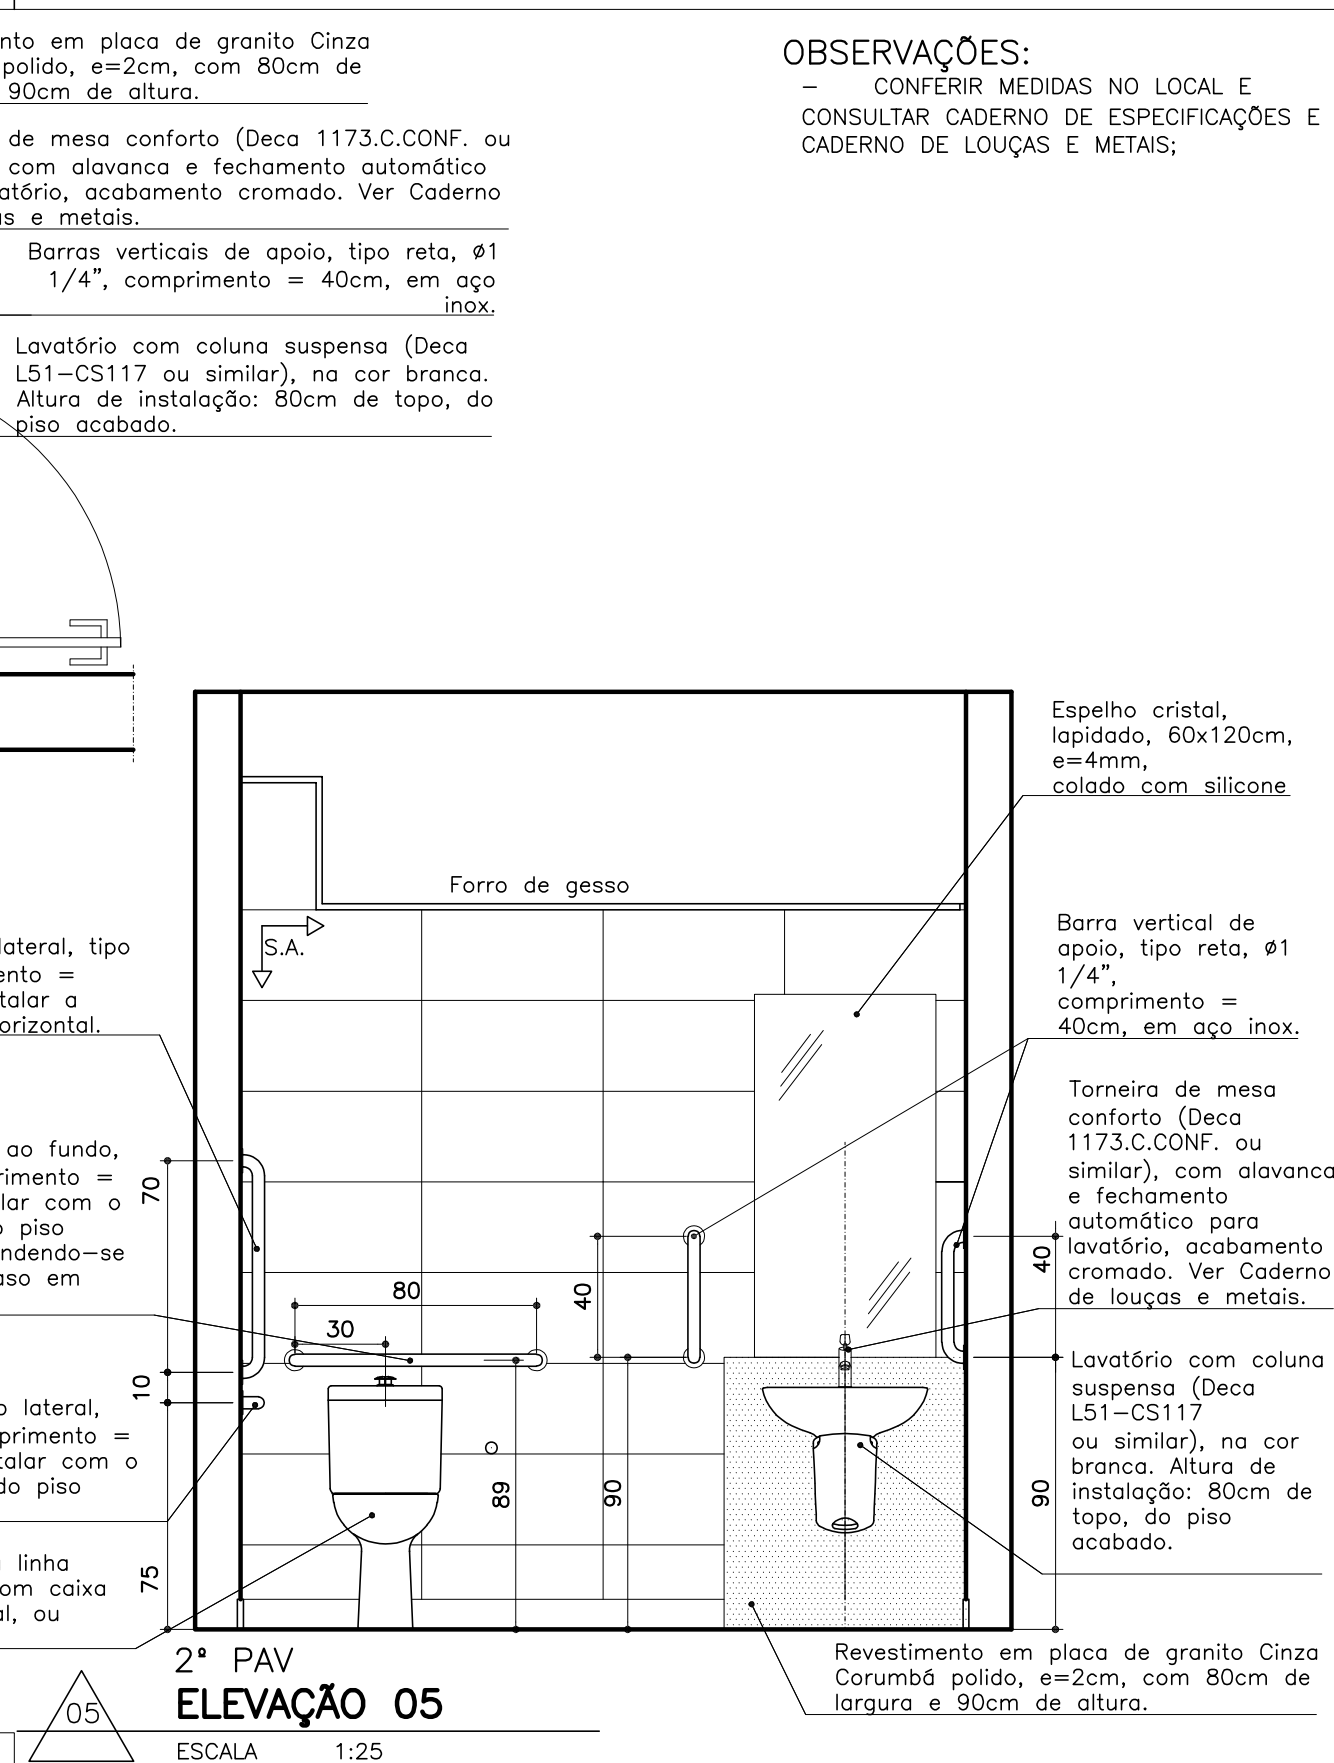 nto em placa de granito Cinza
polido, e=2cm, com 80cm de
90cm de altura.
de mesa conforto (Deca 1173.C.CONF. ou
com alavanca e fechamento automático
atório, acabamento cromado. Ver Caderno
as e metais.
Barras verticais de apoio, tipo reta, ø1
1/4”, comprimento = 40cm, em aço
inox.
Lavatório com coluna suspensa (Deca
L51-CS117 ou similar), na cor branca.
Altura de instalação: 80cm de topo, do
piso acabado.
OBSERVAÇÕES:
- CONFERIR MEDIDAS NO LOCAL E
CONSULTAR CADERNO DE ESPECIFICAÇÕES E
CADERNO DE LOUÇAS E METAIS;
Espelho cristal,
lapidado, 60x120cm,
e=4mm,
colado com silicone
Forro de gesso
S.A.
lateral, tipo
ento =
talar a
orizontal.
Barra vertical de
apoio, tipo reta, ø1
1/4”,
comprimento =
40cm, em aço inox.
ao fundo,
rimento =
lar com o
o piso
ndendo-se
aso em
Torneira de mesa
conforto (Deca
1173.C.CONF. ou
similar), com alavanca
e fechamento
automático para
lavatório, acabamento
cromado. Ver Caderno
de louças e metais.
70
80
30
40
40
10
89
90
90
75
o lateral,
primento =
talar com o
do piso
linha
om caixa
al, ou
Lavatório com coluna
suspensa (Deca
L51-CS117
ou similar), na cor
branca. Altura de
instalação: 80cm de
topo, do piso
acabado.
Revestimento em placa de granito Cinza
Corumbá polido, e=2cm, com 80cm de
largura e 90cm de altura.
2ª PAV
05
ELEVAÇÃO 05
ESCALA 1:25